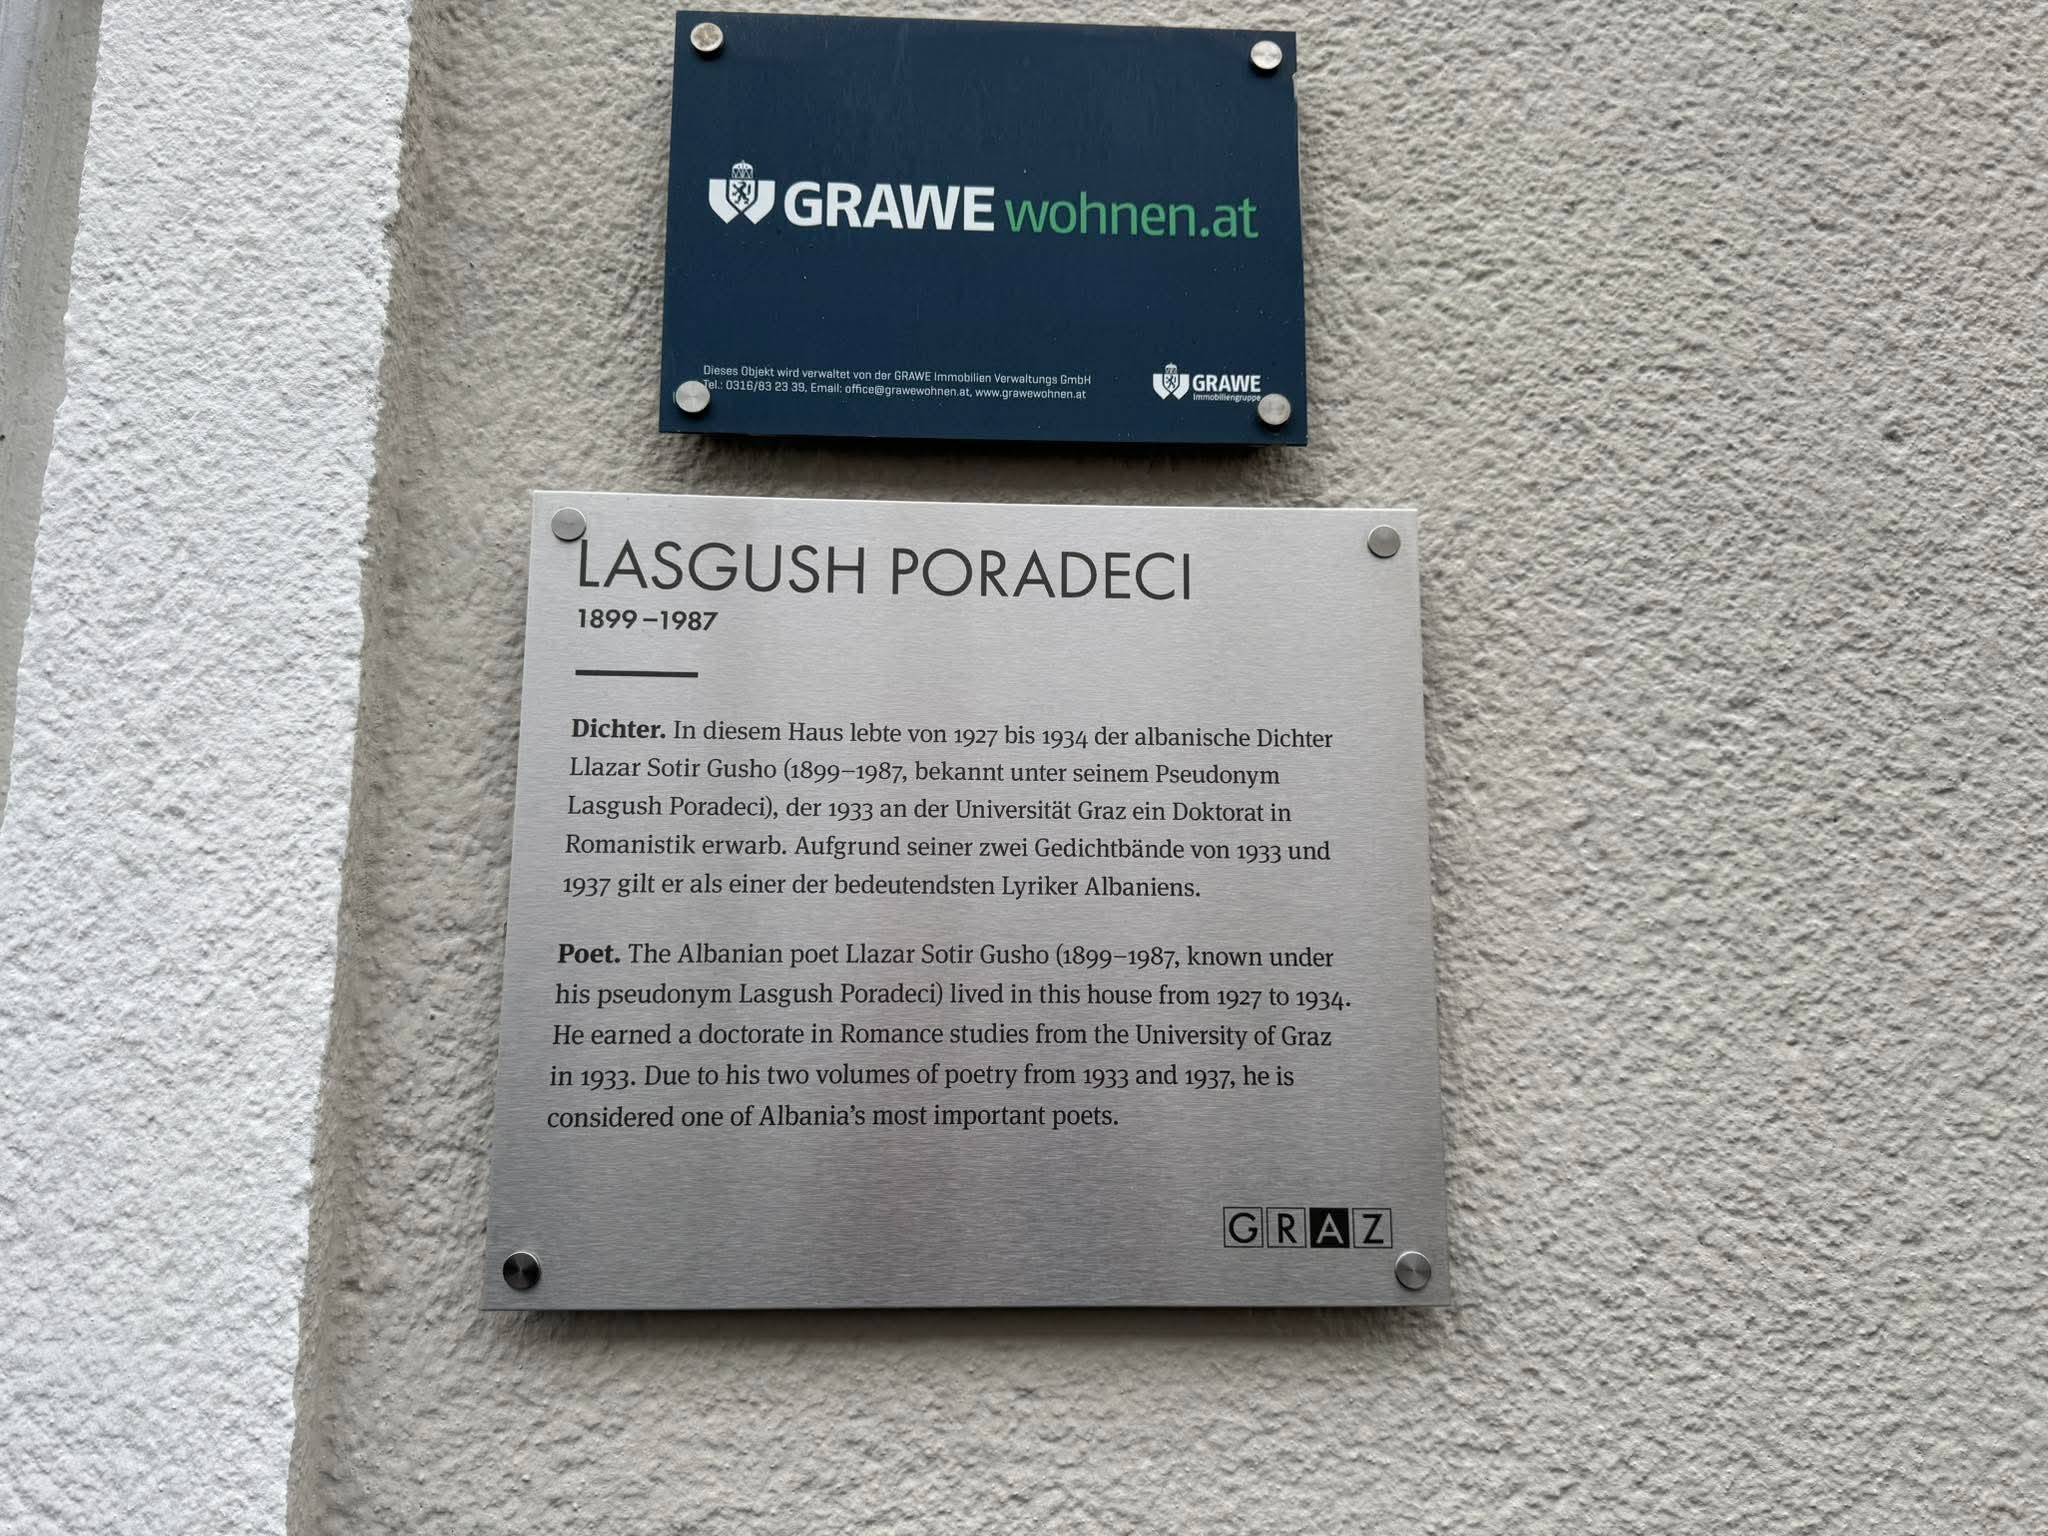 GRAWE wohnen.at
Dieses Objekt wird verwaltet von der GRAWE Immobilien Verwaltungs GmbH
Tel.: 0316/83 23 39, Email: office@grawewohnen.at, www.grawewohnen.at
GRAWE
Immobiliengruppe
LASGUSH PORADECI
1899–1987
Dichter. In diesem Haus lebte von 1927 bis 1934 der albanische Dichter
Llazar Sotir Gusho (1899–1987, bekannt unter seinem Pseudonym
Lasgush Poradeci), der 1933 an der Universität Graz ein Doktorat in
Romanistik erwarb. Aufgrund seiner zwei Gedichtbände von 1933 und
1937 gilt er als einer der bedeutendsten Lyriker Albaniens.
Poet. The Albanian poet Llazar Sotir Gusho (1899–1987, known under
his pseudonym Lasgush Poradeci) lived in this house from 1927 to 1934.
He earned a doctorate in Romance studies from the University of Graz
in 1933. Due to his two volumes of poetry from 1933 and 1937, he is
considered one of Albania’s most important poets.
GRAZ